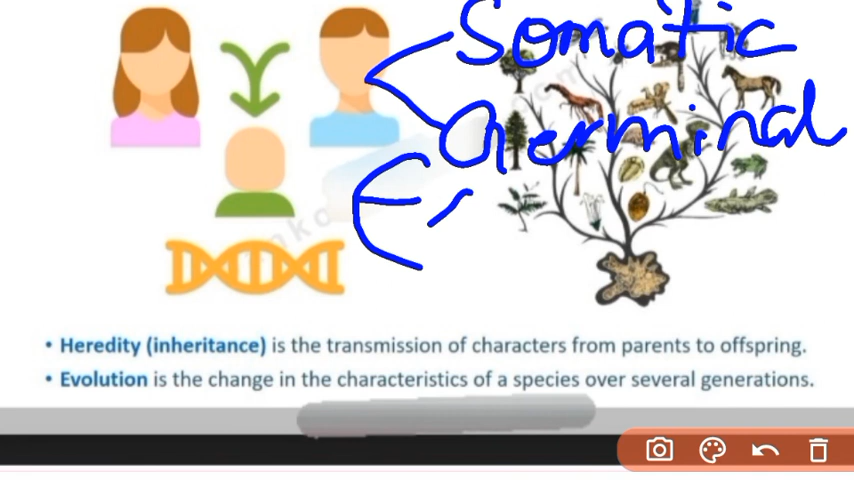 Somatic
Germinal
• Heredity (inheritance) is the transmission of characters from parents to offspring.
• Evolution is the change in the characteristics of a species over several generations.